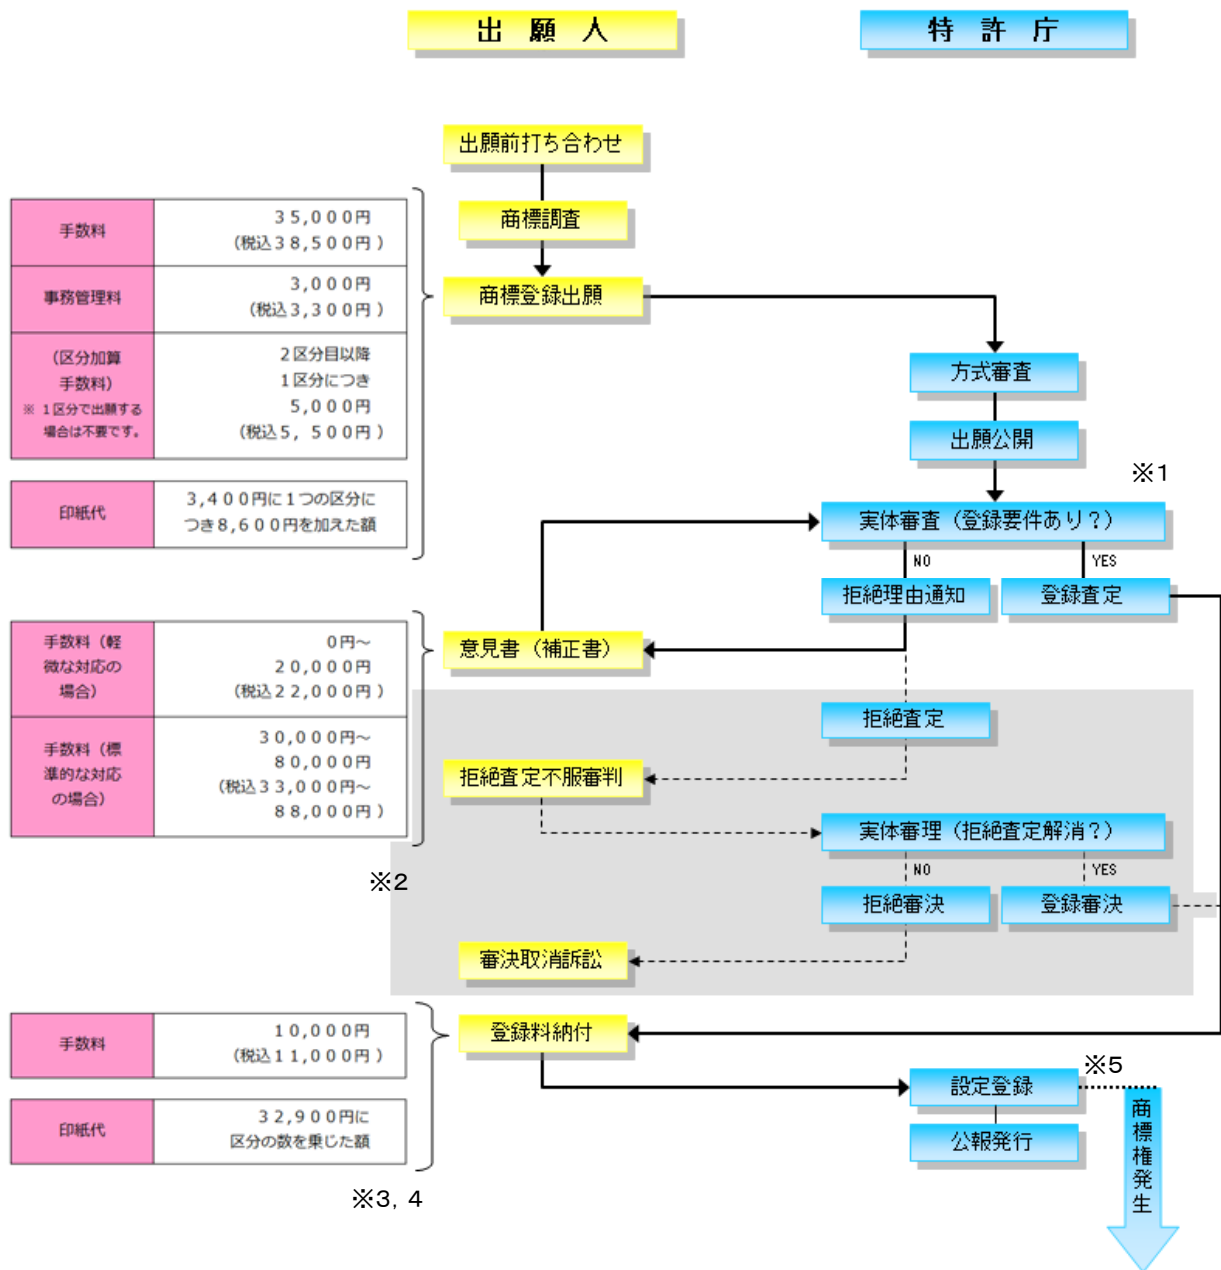 出願人
特許庁
出願前打ち合わせ
商標調査
手数料
３５,０００円
（税込３８,５００円）
事務管理料
３,０００円
（税込３,３００円）
（区分加算
手数料）
※ １区分で出願する
場合は不要です。
２区分目以降
１区分につき
５,０００円
（税込５，５００円）
印紙代
３,４００円に１つの区分に
つき８,６００円を加えた額
商標登録出願
方式審査
出願公開
※1
実体審査（登録要件あり？）
NO
YES
拒絶理由通知
登録査定
手数料（軽
微な対応の
場合）
０円～
２０,０００円
（税込２２,０００円）
手数料（標
準的な対応
の場合）
３０,０００円～
８０,０００円
（税込３３,０００円～
８８,０００円）
※2
意見書（補正書）
拒絶査定
拒絶査定不服審判
実体審理（拒絶査定解消？）
NO
YES
拒絶審決
登録審決
審決取消訴訟
手数料
１０,０００円
（税込１１,０００円）
印紙代
３２,９００円に
区分の数を乗じた額
※3，4
登録料納付
設定登録
※5
公報発行
商標権発生